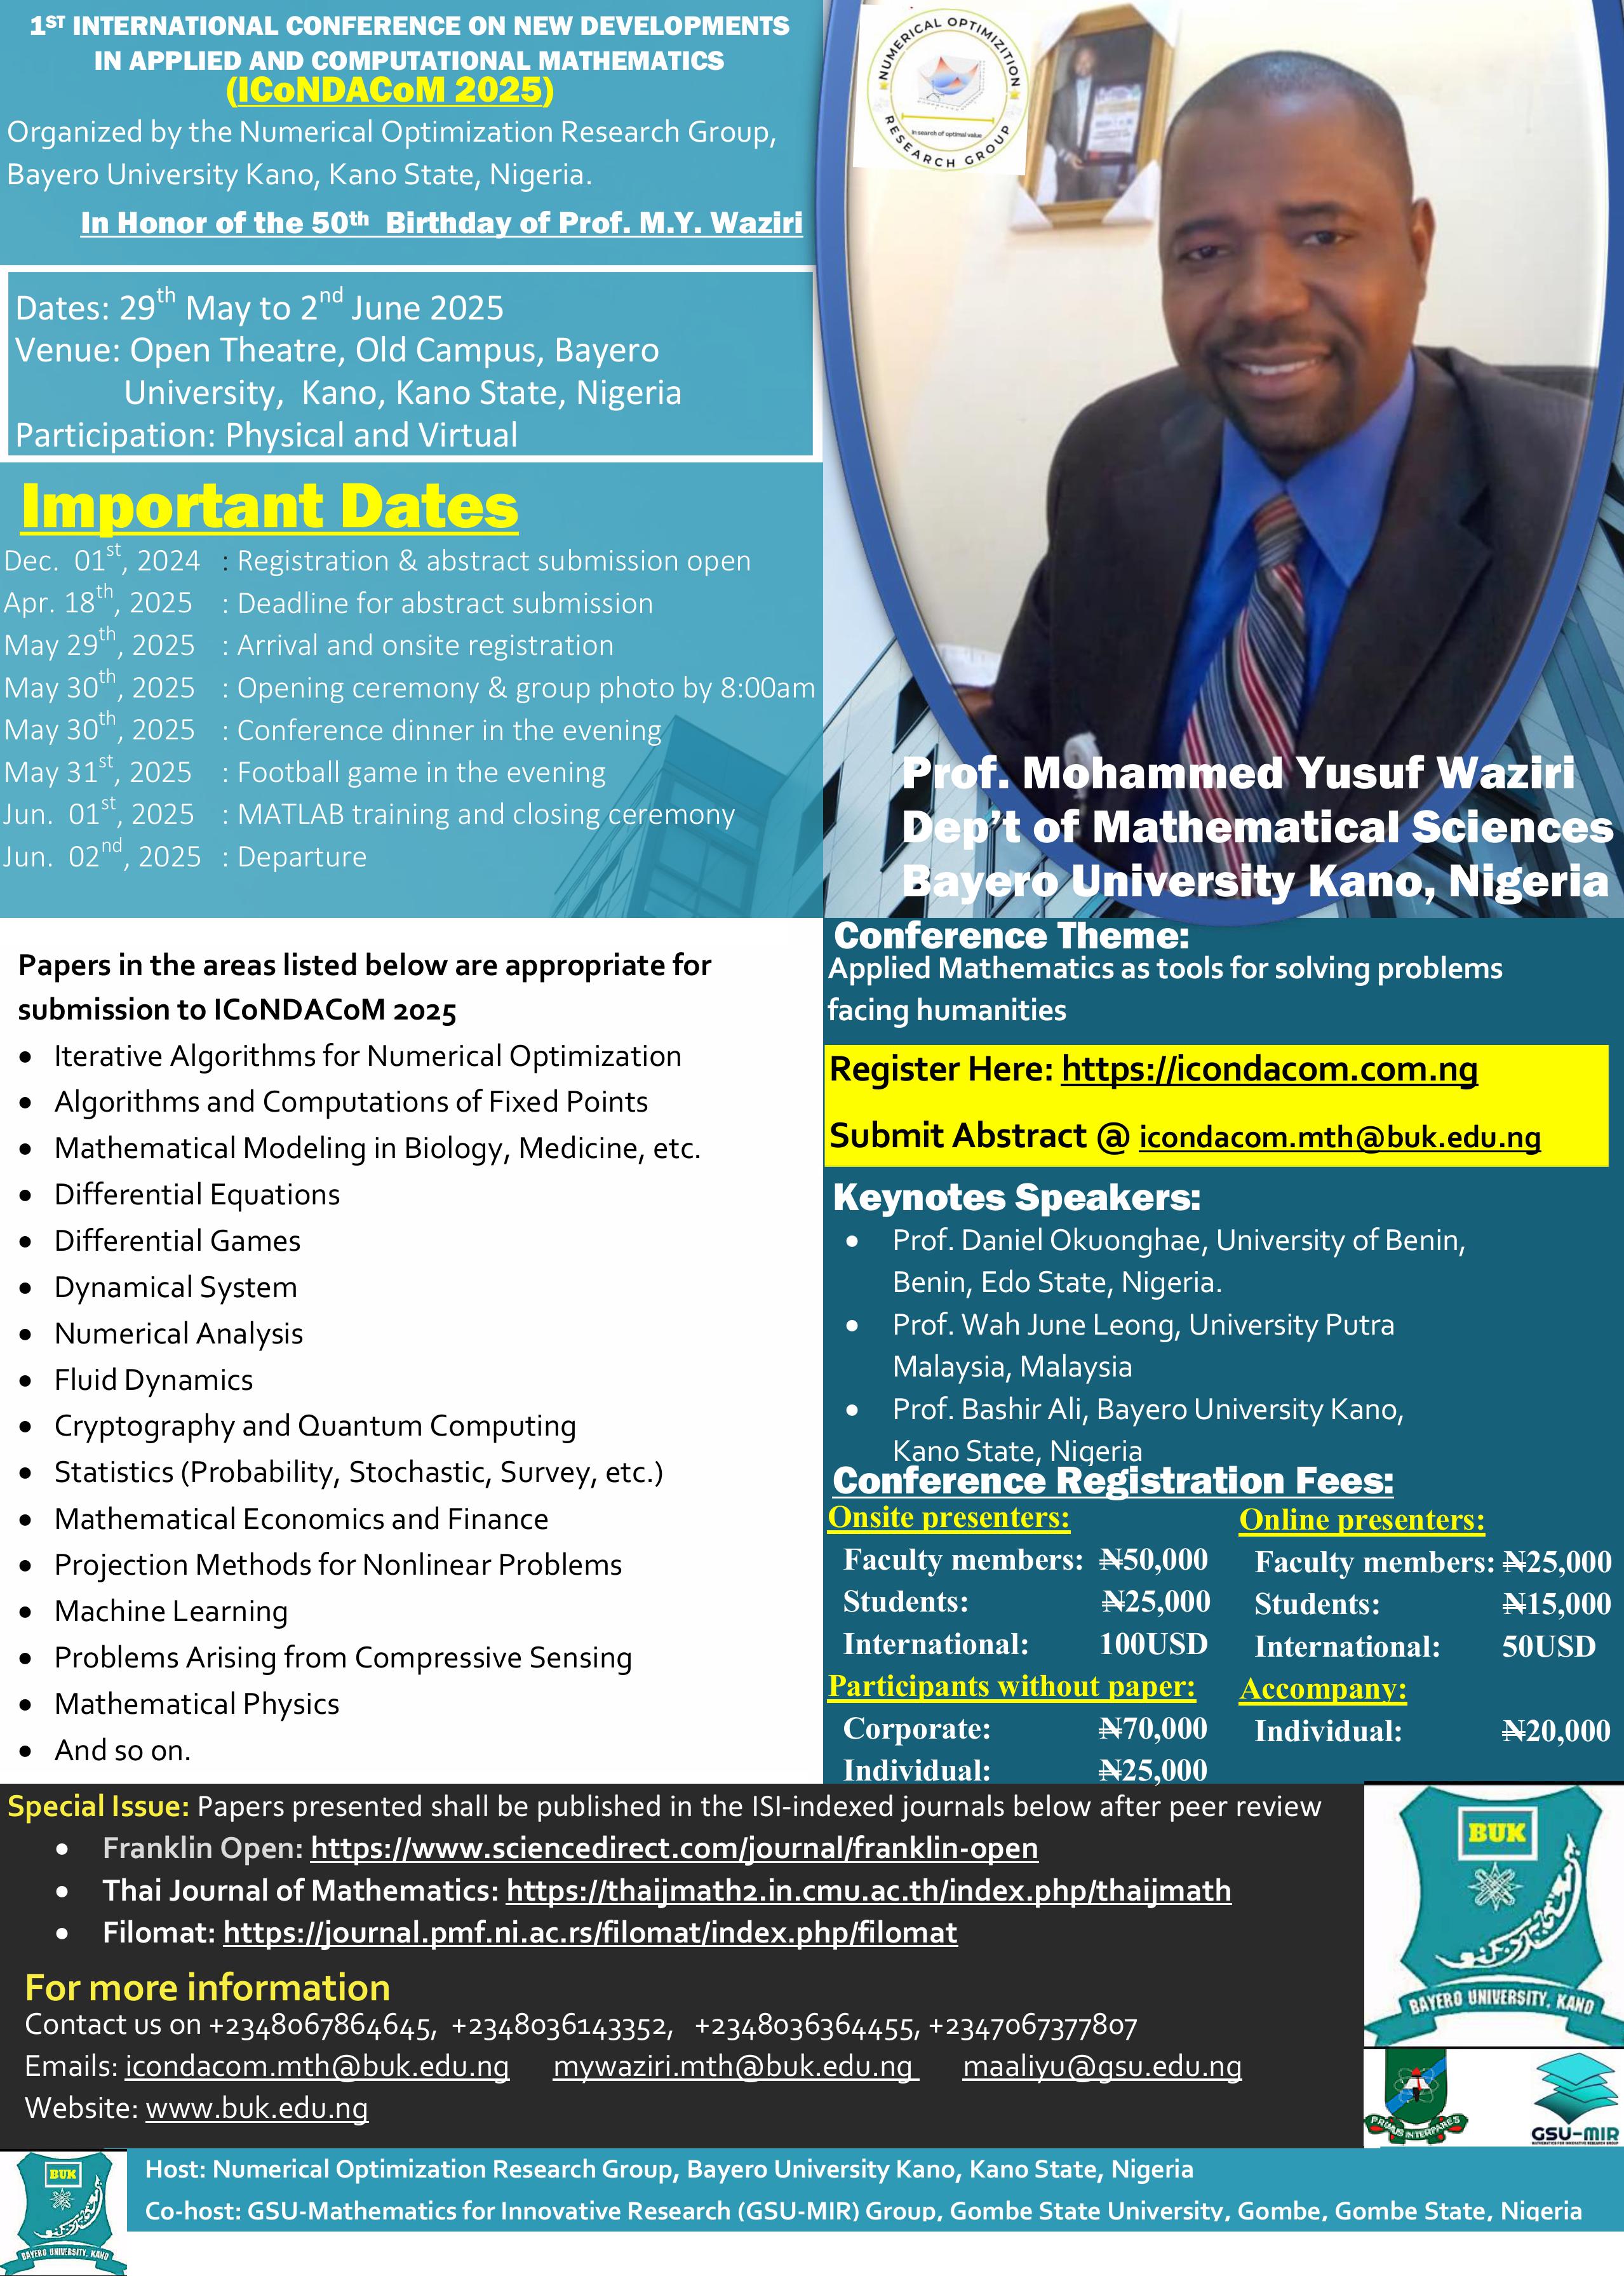 1ST INTERNATIONAL CONFERENCE ON NEW DEVELOPMENTS
IN APPLIED AND COMPUTATIONAL MATHEMATICS
(ICoNDACoM 2025)
Organized by the Numerical Optimization Research Group,
Bayero University Kano, Kano State, Nigeria.
In Honor of the 50th Birthday of Prof. M.Y. Waziri
Dates: 29th May to 2nd June 2025
Venue: Open Theatre, Old Campus, Bayero
University, Kano, Kano State, Nigeria
Participation: Physical and Virtual
Important Dates
Dec. 01st, 2024 : Registration & abstract submission open
Apr. 18th, 2025 : Deadline for abstract submission
May 29th, 2025 : Arrival and onsite registration
May 30th, 2025 : Opening ceremony & group photo by 8:00am
May 30th, 2025 : Conference dinner in the evening
May 31st, 2025 : Football game in the evening
Jun. 01st, 2025 : MATLAB training and closing ceremony
Jun. 02nd, 2025 : Departure
NUMERICAL OPTIMIZITION
In search of optimal value
RESEARCH GROUP
Prof. Mohammed Yusuf Waziri
Dep't of Mathematical Sciences
Bayero University Kano, Nigeria
Papers in the areas listed below are appropriate for
submission to ICoNDACoM 2025
• Iterative Algorithms for Numerical Optimization
• Algorithms and Computations of Fixed Points
• Mathematical Modeling in Biology, Medicine, etc.
• Differential Equations
• Differential Games
• Dynamical System
• Numerical Analysis
• Fluid Dynamics
• Cryptography and Quantum Computing
• Statistics (Probability, Stochastic, Survey, etc.)
• Mathematical Economics and Finance
• Projection Methods for Nonlinear Problems
• Machine Learning
• Problems Arising from Compressive Sensing
• Mathematical Physics
• And so on.
Conference Theme:
Applied Mathematics as tools for solving problems
facing humanities
Register Here: https://icondacom.com.ng
Submit Abstract @ icondacom.mth@buk.edu.ng
Keynotes Speakers:
• Prof. Daniel Okuonghae, University of Benin,
Benin, Edo State, Nigeria.
• Prof. Wah June Leong, University Putra
Malaysia, Malaysia
• Prof. Bashir Ali, Bayero University Kano,
Kano State, Nigeria
Conference Registration Fees:
Onsite presenters:
Faculty members: ₦50,000
Students: ₦25,000
International: 100USD
Participants without paper:
Corporate: ₦70,000
Individual: ₦25,000
Online presenters:
Faculty members: ₦25,000
Students: ₦15,000
International: 50USD
Accompany:
Individual: ₦20,000
Special Issue: Papers presented shall be published in the ISI-indexed journals below after peer review
• Franklin Open: https://www.sciencedirect.com/journal/franklin-open
• Thai Journal of Mathematics: https://thaijmath2.in.cmu.ac.th/index.php/thaijmath
• Filomat: https://journal.pmf.ni.ac.rs/filomat/index.php/filomat
For more information
Contact us on +2348067864645, +2348036143352, +2348036364455, +2347067377807
Emails: icondacom.mth@buk.edu.ng mywaziri.mth@buk.edu.ng maaliyu@gsu.edu.ng
Website: www.buk.edu.ng
BUK
BAYERO UNIVERSITY, KANO
PRIMUS INTERPARES
GSU-MIR
BUK
BAYERO UNIVERSITY, KANO
Host: Numerical Optimization Research Group, Bayero University Kano, Kano State, Nigeria
Co-host: GSU-Mathematics for Innovative Research (GSU-MIR) Group, Gombe State University, Gombe, Gombe State, Nigeria